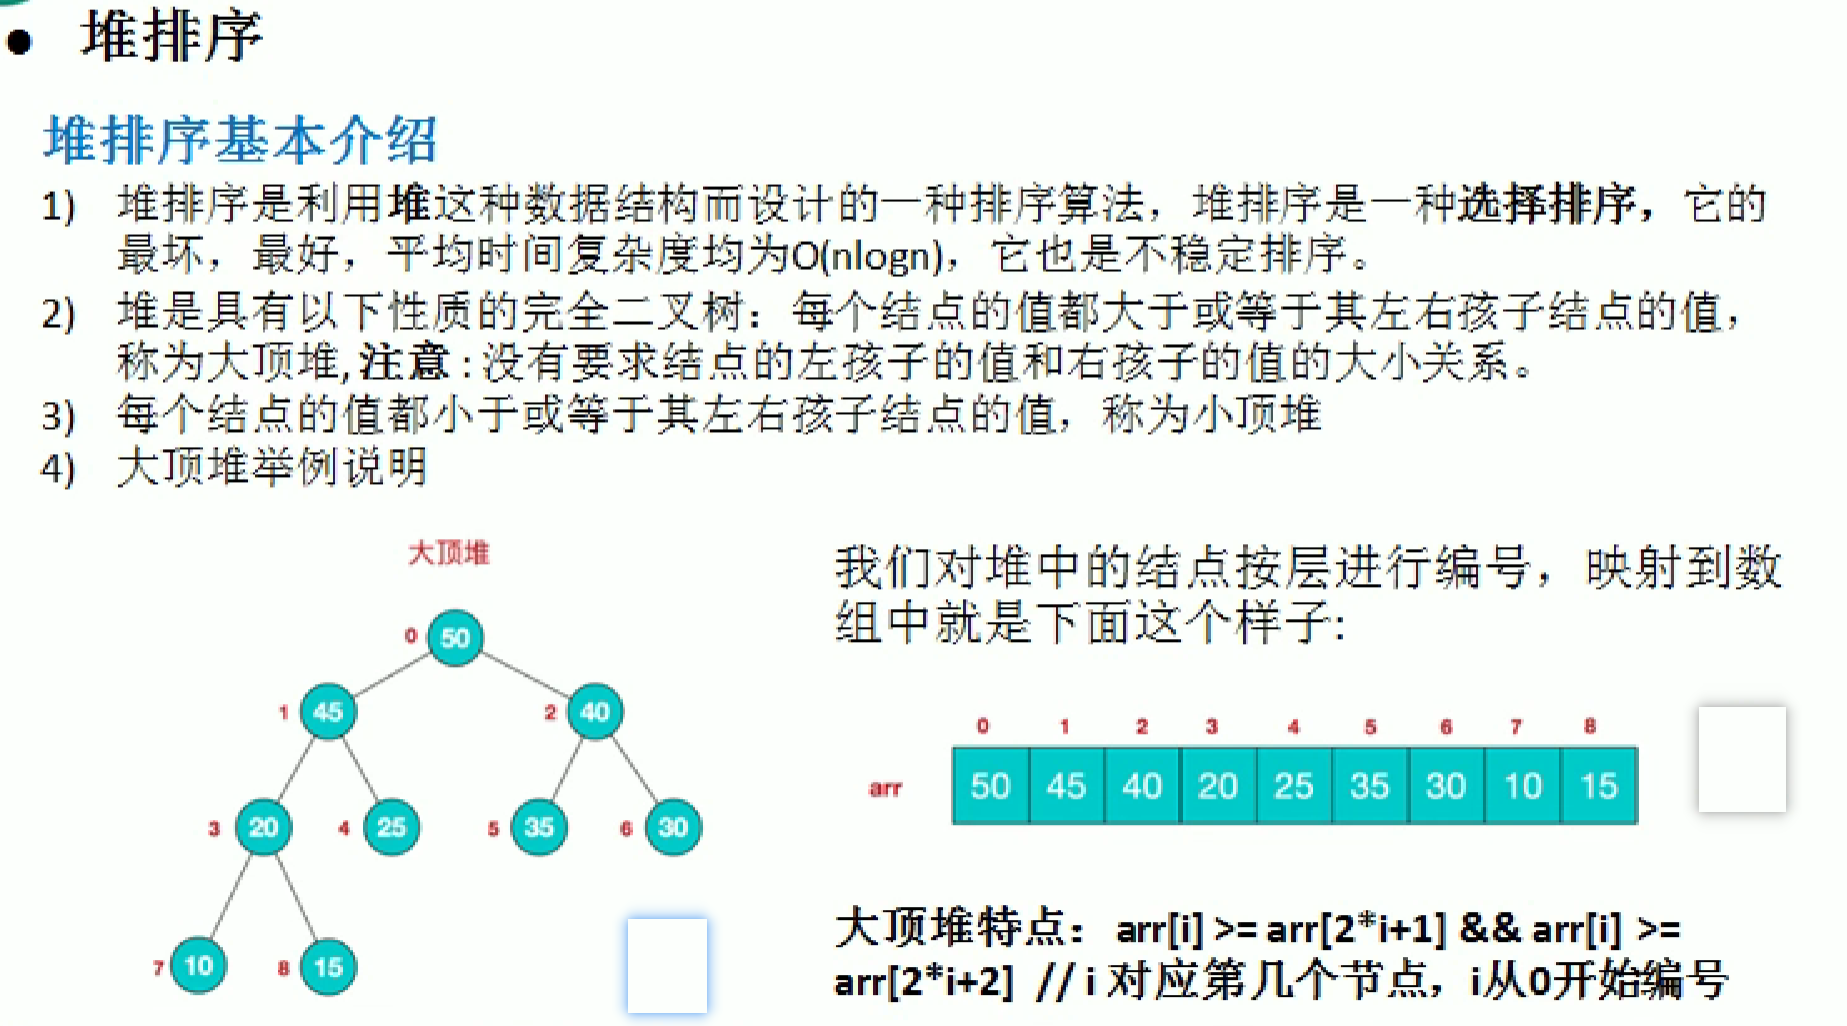 • 堆排序
堆排序基本介绍
1) 堆排序是利用堆这种数据结构而设计的一种排序算法，堆排序是一种选择排序，它的
最坏，最好，平均时间复杂度均为O(nlogn)，它也是不稳定排序。
2) 堆是具有以下性质的完全二叉树：每个结点的值都大于或等于其左右孩子结点的值，
称为大顶堆, 注意 : 没有要求结点的左孩子的值和右孩子的值的大小关系。
3) 每个结点的值都小于或等于其左右孩子结点的值，称为小顶堆
4) 大顶堆举例说明
大顶堆
0 50
1 45 2 40
3 20 4 25 5 35 6 30
7 10 8 15
我们对堆中的结点按层进行编号，映射到数
组中就是下面这个样子:
0 1 2 3 4 5 6 7 8
arr 50 45 40 20 25 35 30 10 15
大顶堆特点：arr[i] >= arr[2*i+1] && arr[i] >=
arr[2*i+2] // i 对应第几个节点，i从0开始编号